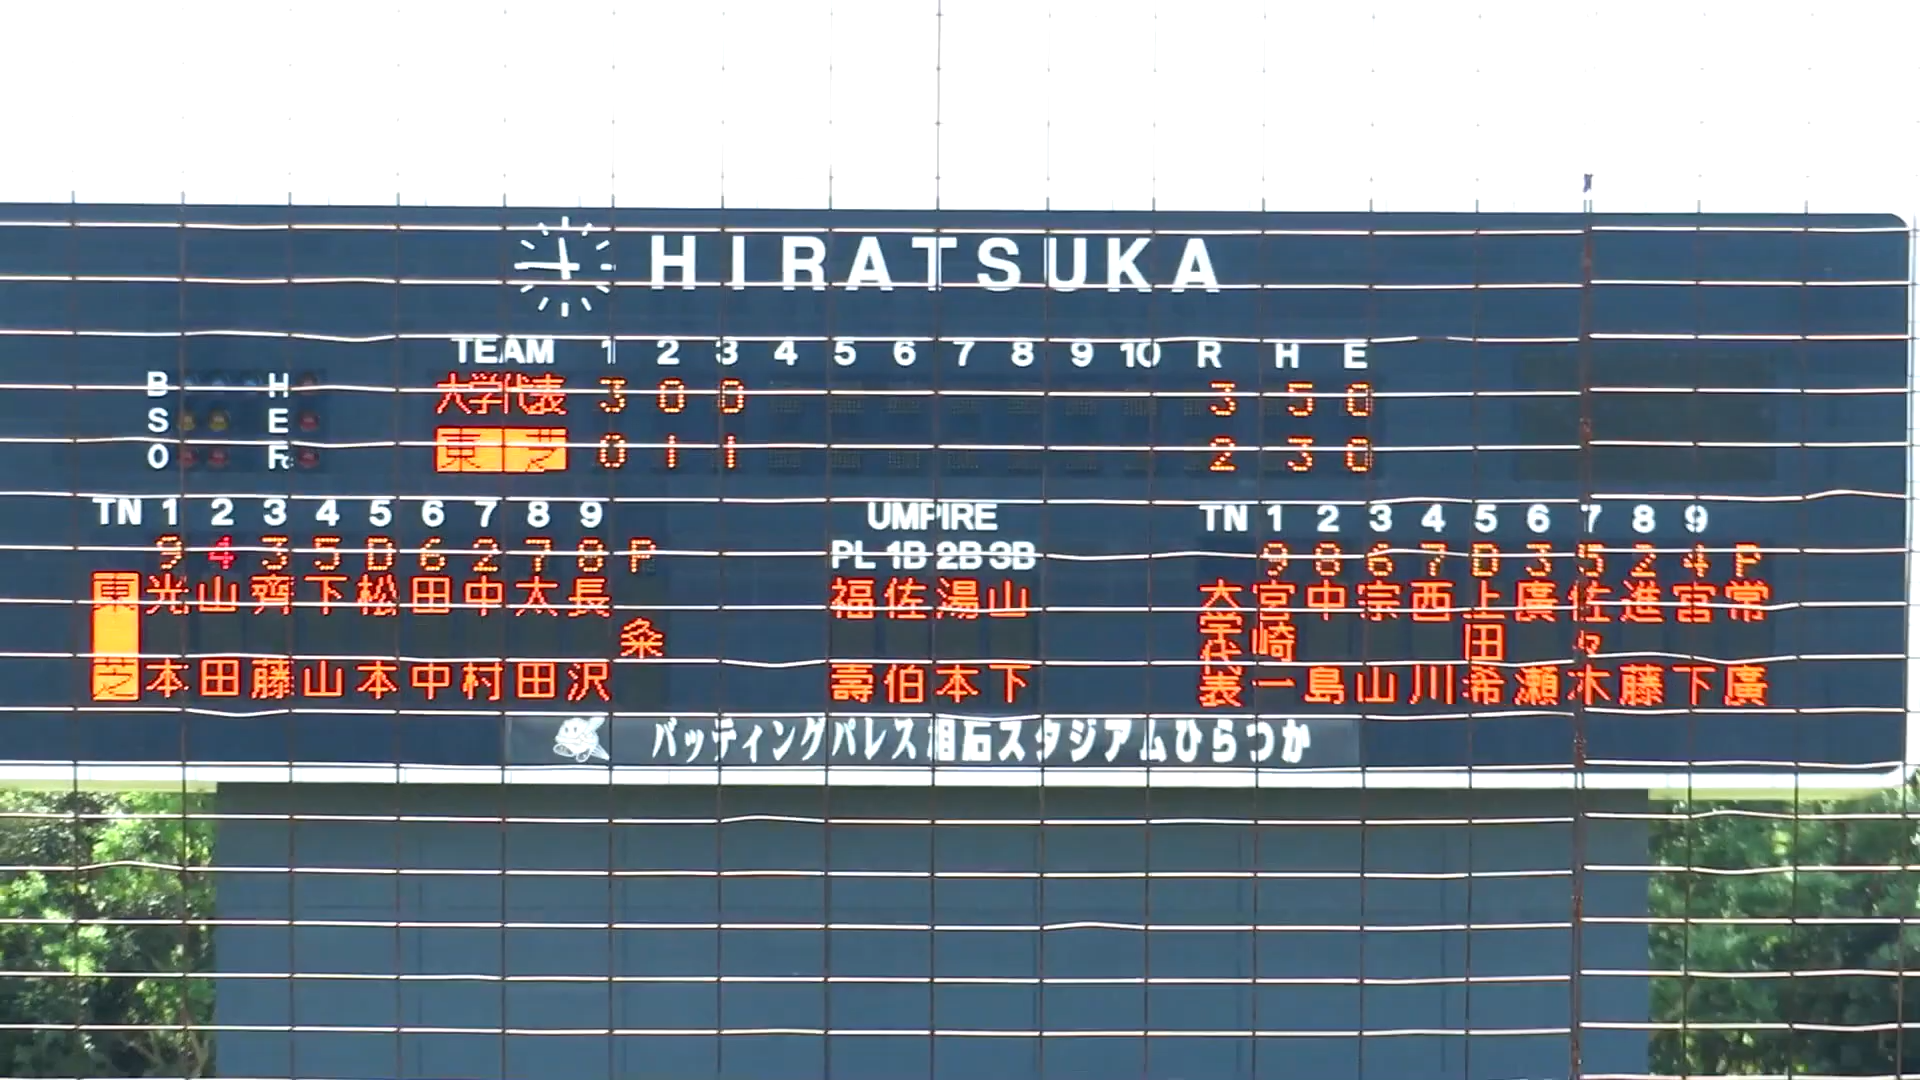 HIRATSUKA
TEAM 1 2 3 4 5 6 7 8 9 10 R H E
B H 大学代表 3 0 0 3 5 0
S E
O Fc 東芝 0 1 1 2 3 0
TN 1 2 3 4 5 6 7 8 9
9 4 3 5 D 6 2 7 8 P
東芝 光本 山田 齊藤 下山 松本 田中 中村 太田 長沢 粂
UMPIRE
PL 1B 2B 3B
福壽 佐伯 湯本 山下
TN 1 2 3 4 5 6 7 8 9
9 8 6 7 D 3 5 2 4 P
大学代表 宮崎一 中島 宗山 西川 上田希 廣瀬 佐々木 進藤 宮下 常廣
バッティングパレス相石スタジアムひらつか